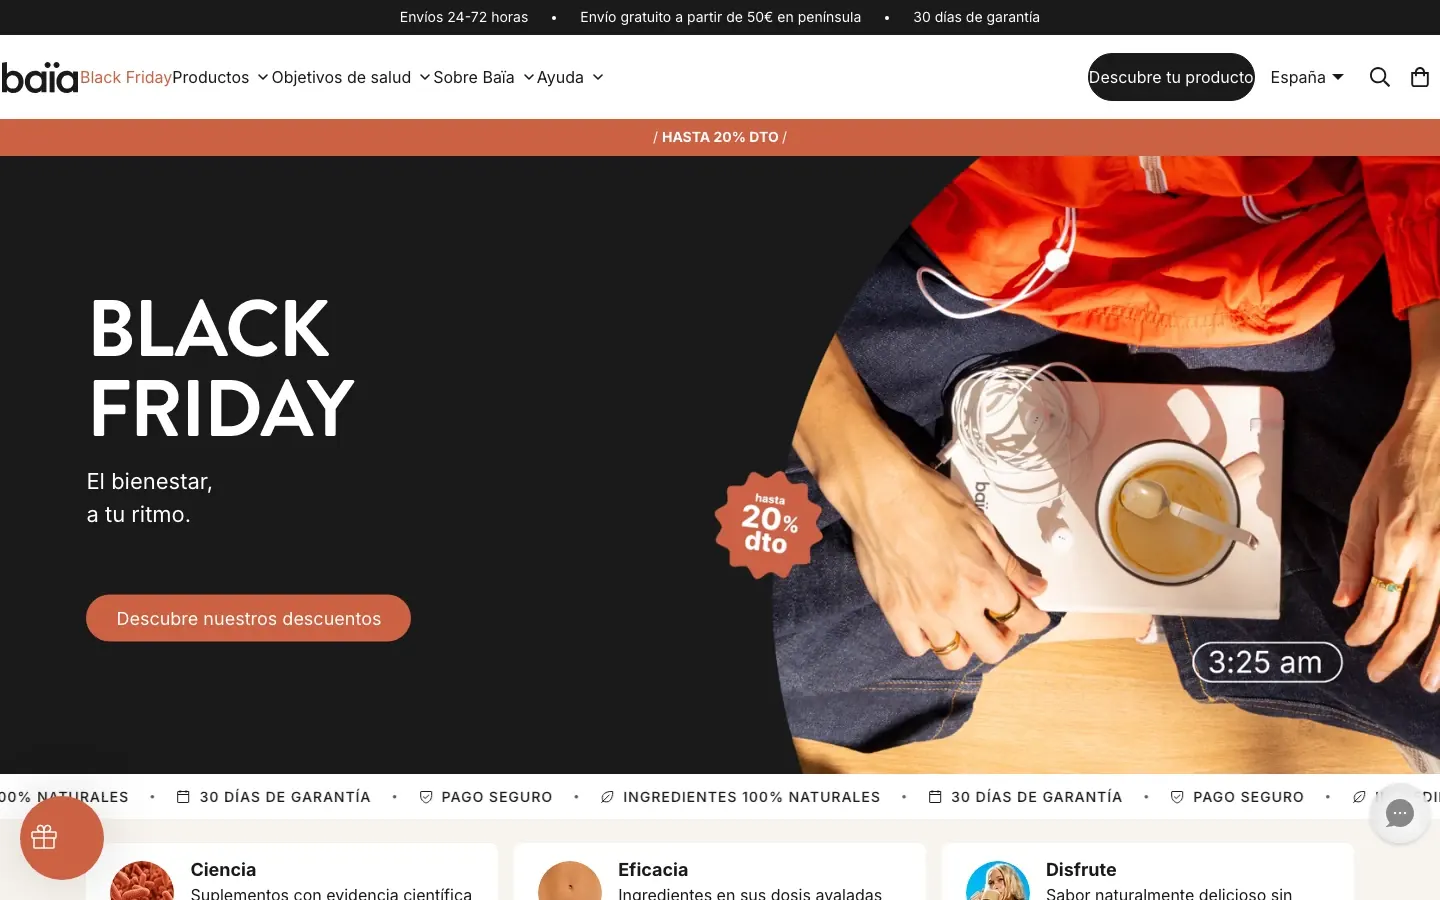 Envíos 24-72 horas • Envío gratuito a partir de 50€ en península • 30 días de garantía
baïa Black Friday Productos Objetivos de salud Sobre Baïa Ayuda Descubre tu producto España
/ HASTA 20% DTO /
BLACK
FRIDAY
El bienestar,
a tu ritmo.
Descubre nuestros descuentos
hasta
20%
dto
baï
3:25 am
00% NATURALES • 30 DÍAS DE GARANTÍA • PAGO SEGURO • INGREDIENTES 100% NATURALES • 30 DÍAS DE GARANTÍA • PAGO SEGURO •
Ciencia
Suplementos con evidencia científica
Eficacia
Ingredientes en sus dosis avaladas
Disfrute
Sabor naturalmente delicioso sin